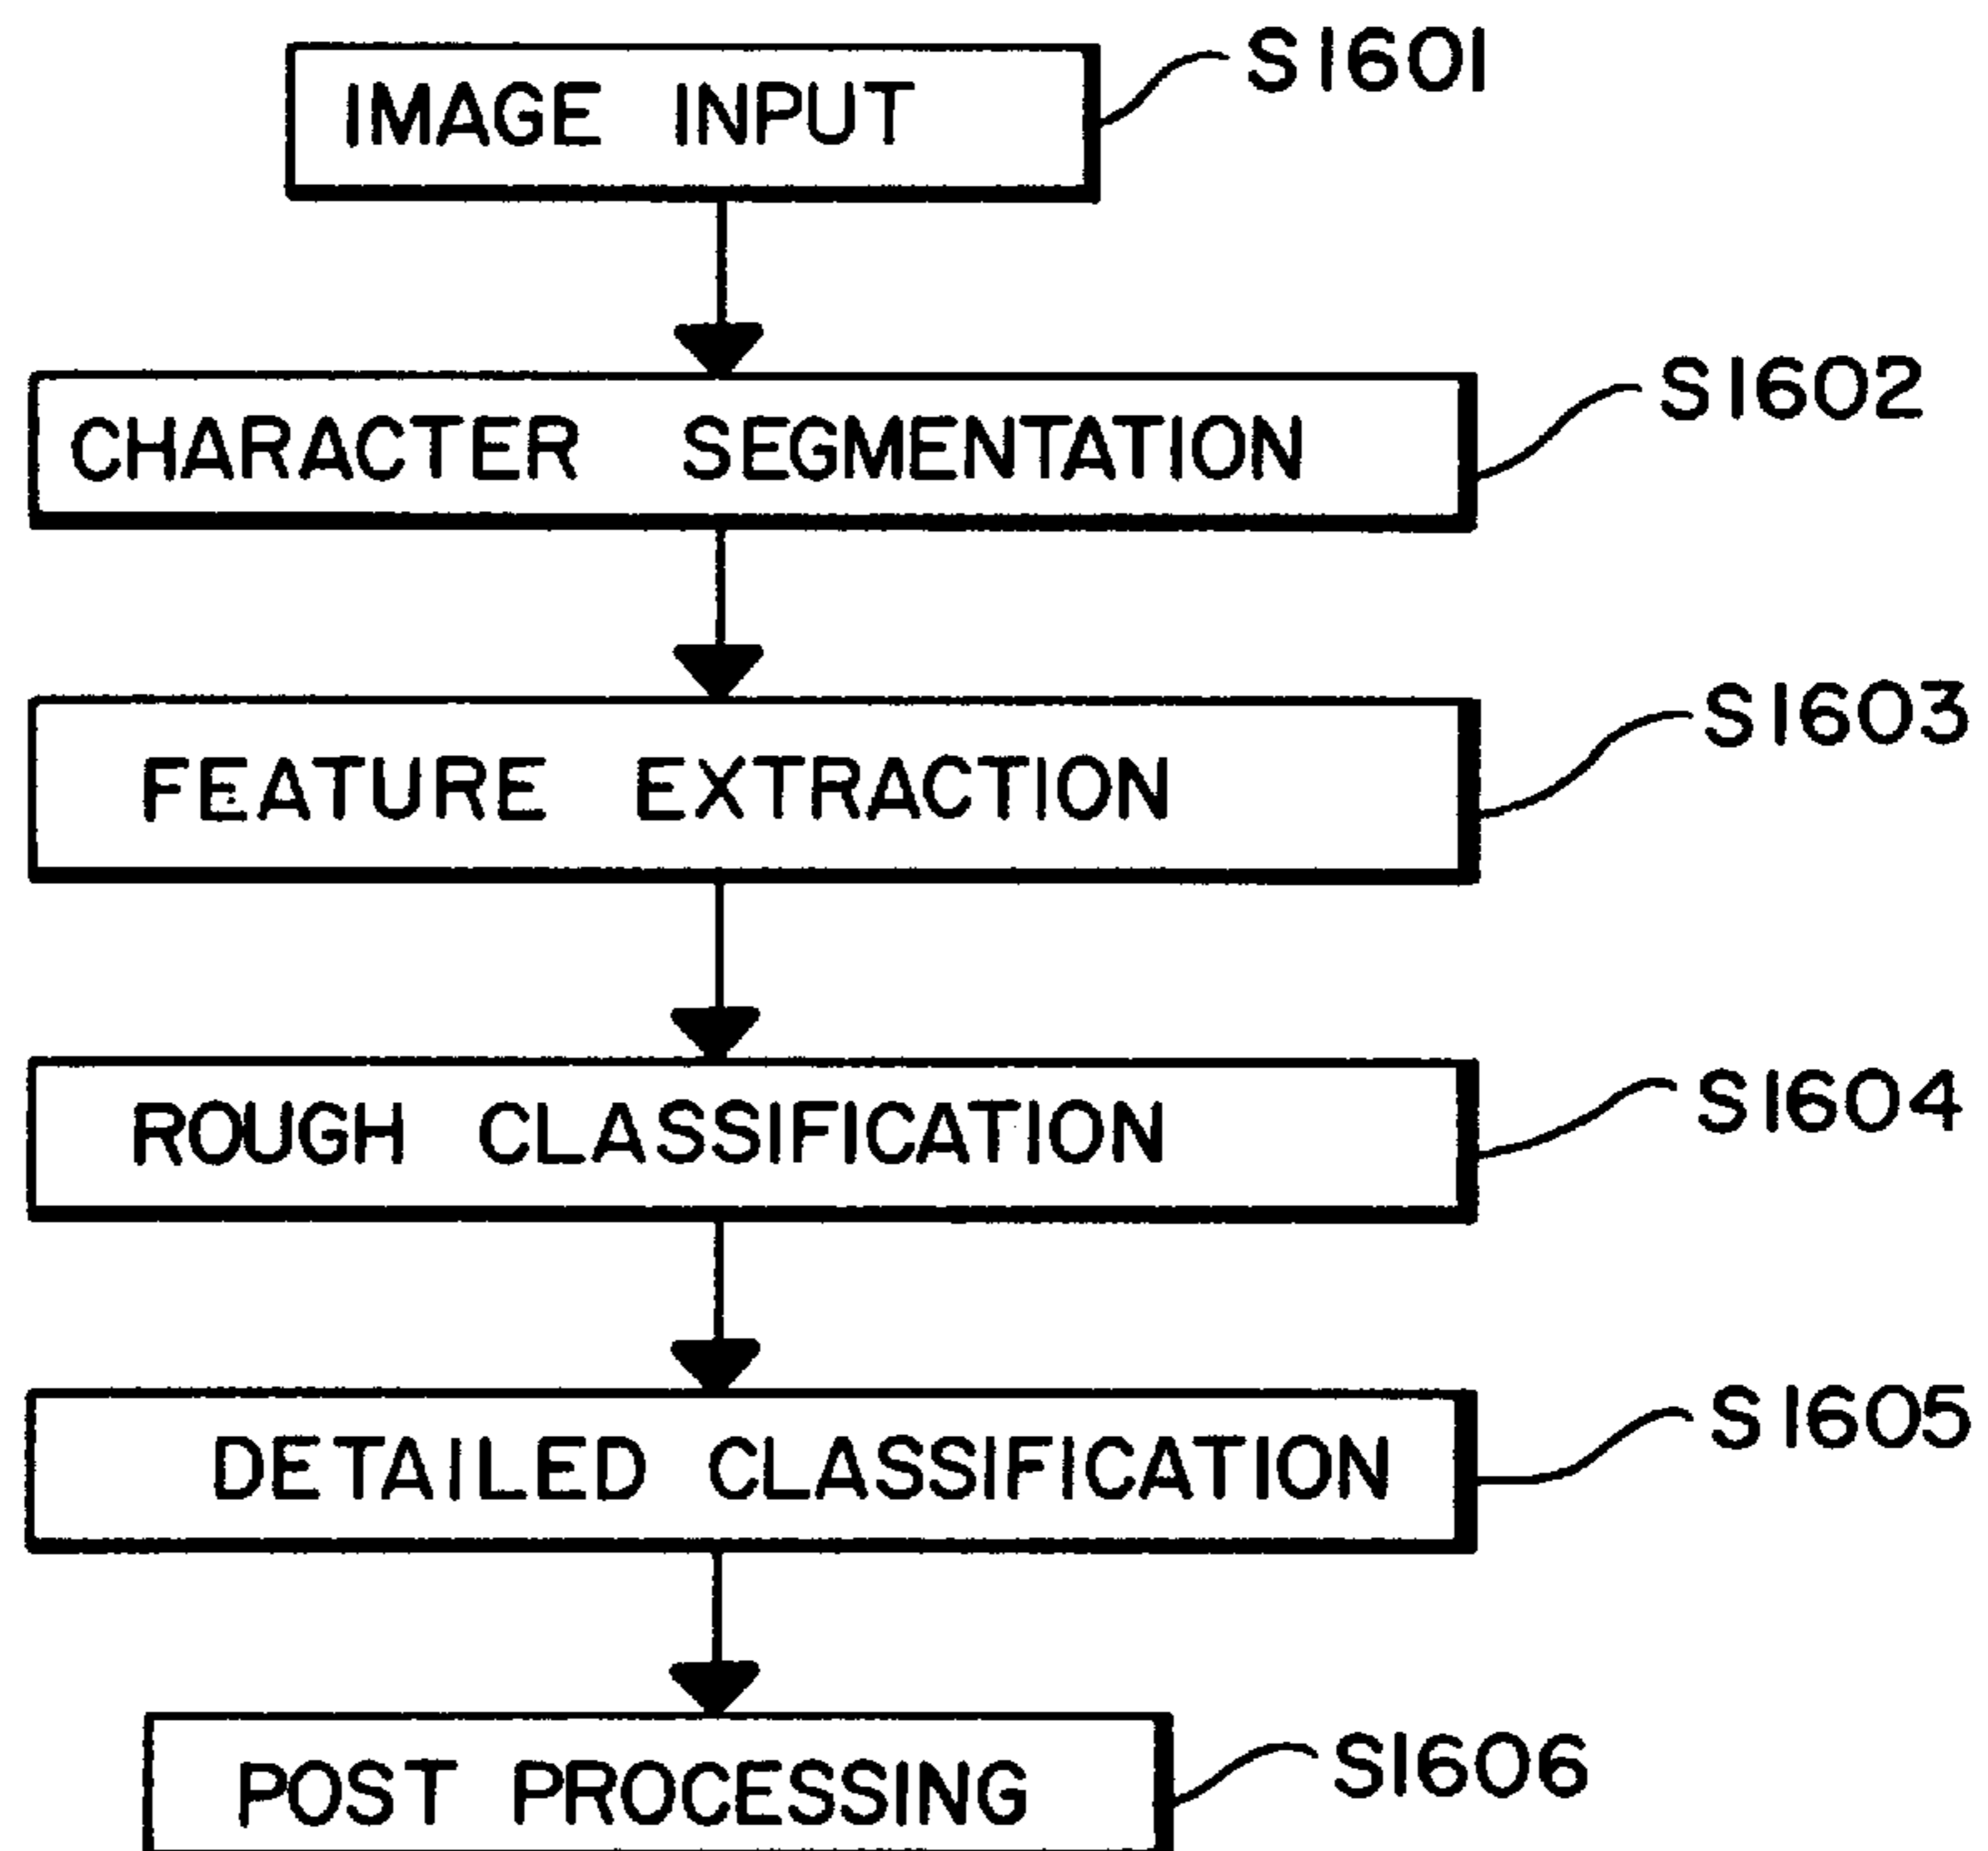 IMAGE INPUT
S1601
CHARACTER SEGMENTATION
S1602
FEATURE EXTRACTION
S1603
ROUGH CLASSIFICATION
S1604
DETAILED CLASSIFICATION
S1605
POST PROCESSING
S1606